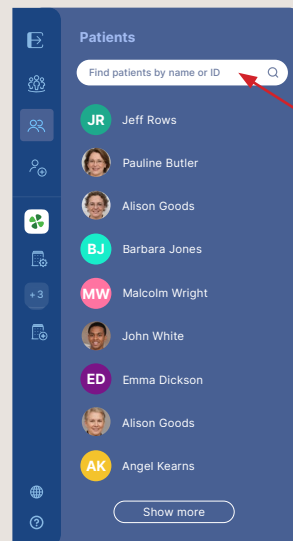 Patients
Find patients by name or ID
JR Jeff Rows
Pauline Butler
Alison Goods
BJ Barbara Jones
+3
MW Malcolm Wright
John White
ED Emma Dickson
Alison Goods
AK Angel Kearns
Show more